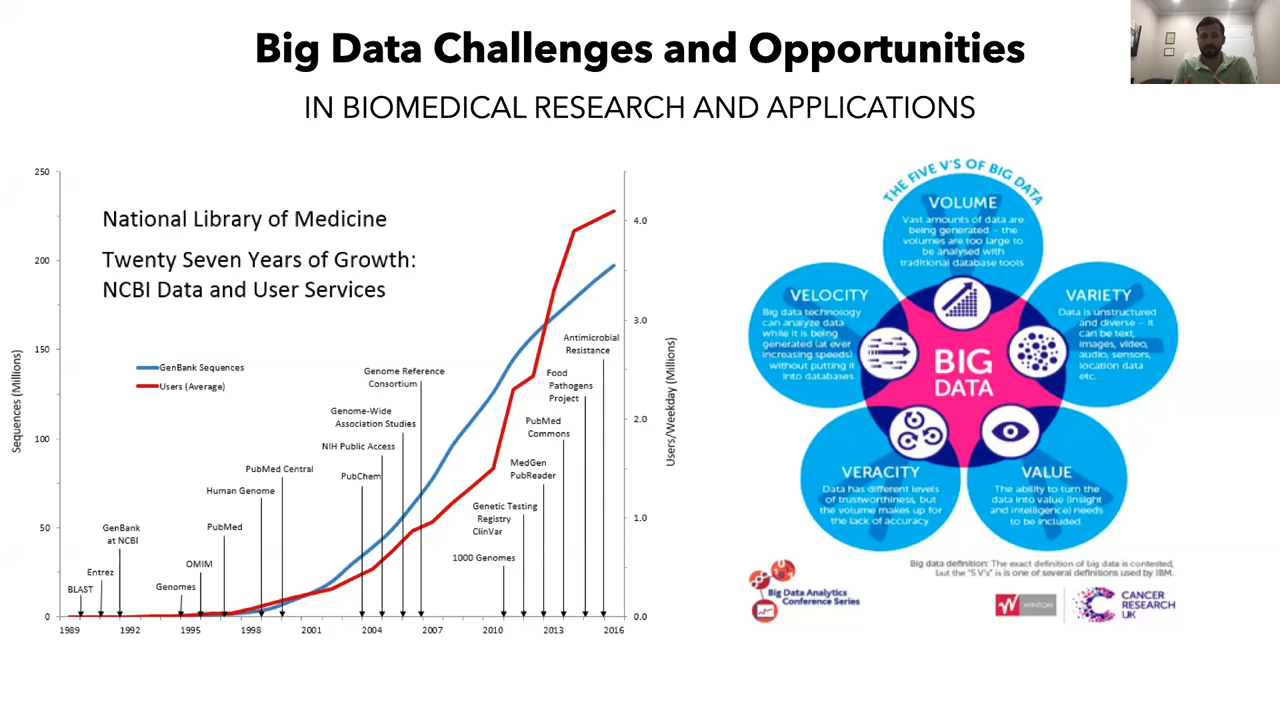 Big Data Challenges and Opportunities
IN BIOMEDICAL RESEARCH AND APPLICATIONS
National Library of Medicine
Twenty Seven Years of Growth:
NCBI Data and User Services
Sequences (Millions)
250
200
150
100
50
0
GenBank Sequences
Users (Average)
BLAST
Entrez
GenBank
at NCBI
Genomes
OMIM
PubMed
Human Genome
PubMed Central
PubChem
NIH Public Access
Genome-Wide
Association Studies
Genome Reference
Consortium
1000 Genomes
Genetic Testing
Registry
ClinVar
MedGen
PubReader
PubMed
Commons
Food
Pathogens
Project
Antimicrobial
Resistance
1989 1992 1995 1998 2001 2004 2007 2010 2013 2016
4.0
3.0
2.0
1.0
0.0
Users/Weekday (Millions)
THE FIVE V'S OF BIG DATA
VOLUME
Vast amounts of data are
being generated – the
volumes are too large to
be analysed with
traditional database tools
VELOCITY
Big data technology
can analyze data
while it is being
generated (at ever
increasing speeds)
without putting it
into databases
VARIETY
Data is unstructured
and diverse – it
can be text,
images, video,
audio, sensors,
location data
etc.
BIG
DATA
VERACITY
Data has different levels
of trustworthiness, but
the volume makes up for
the lack of accuracy.
VALUE
The ability to turn the
data into value (insight
and intelligence) needs
to be included.
Big data definition: The exact definition of big data is contested,
but the "5 V's" is one of several definitions used by IBM.
Big Data Analytics
Conference Series
WINTON
CANCER
RESEARCH
UK